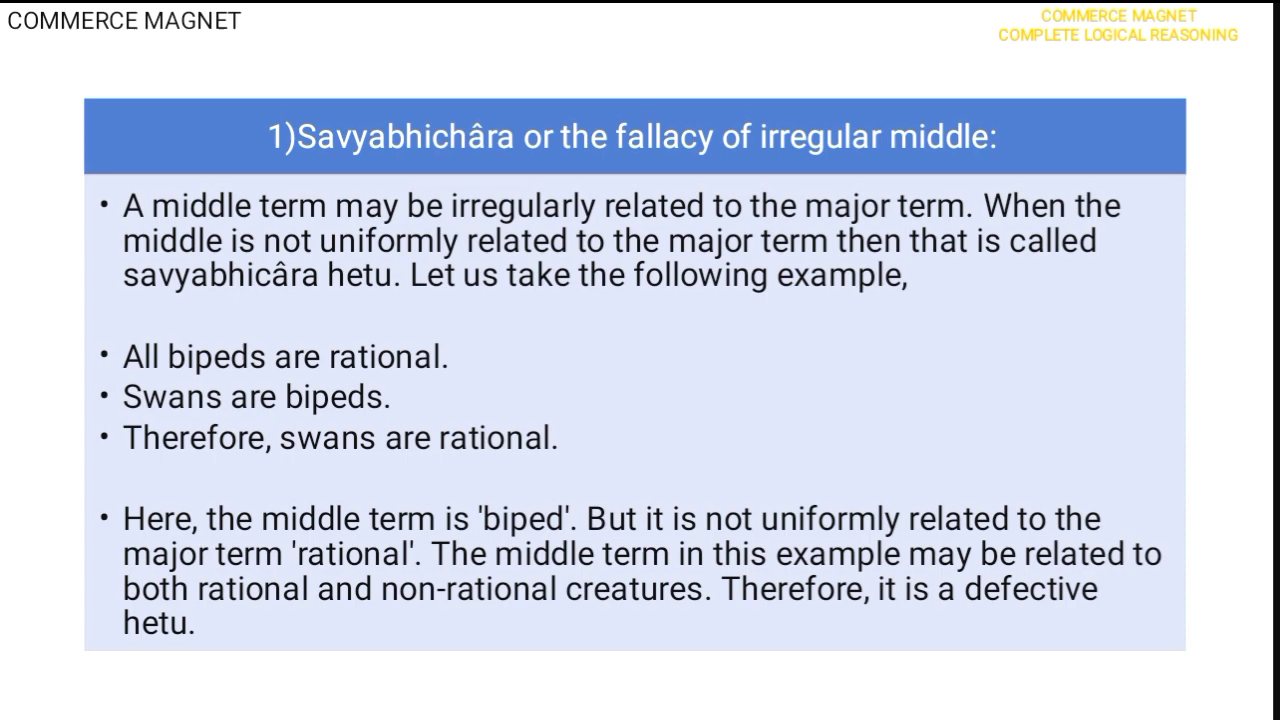 COMMERCE MAGNET
COMMERCE MAGNET
COMPLETE LOGICAL REASONING
1)Savyabhichâra or the fallacy of irregular middle:
• A middle term may be irregularly related to the major term. When the
middle is not uniformly related to the major term then that is called
savyabhicâra hetu. Let us take the following example,
• All bipeds are rational.
• Swans are bipeds.
• Therefore, swans are rational.
• Here, the middle term is 'biped'. But it is not uniformly related to the
major term 'rational'. The middle term in this example may be related to
both rational and non-rational creatures. Therefore, it is a defective
hetu.